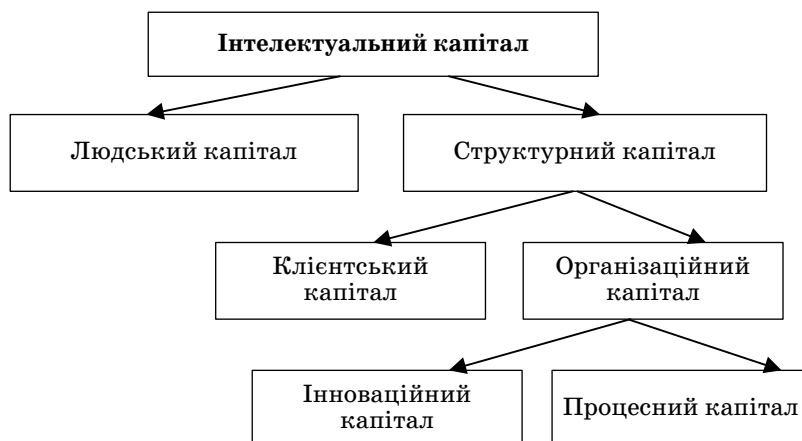 Інтелектуальний капітал
Людський капітал
Структурний капітал
Клієнтський
капітал
Організаційний
капітал
Інноваційний
капітал
Процесний капітал